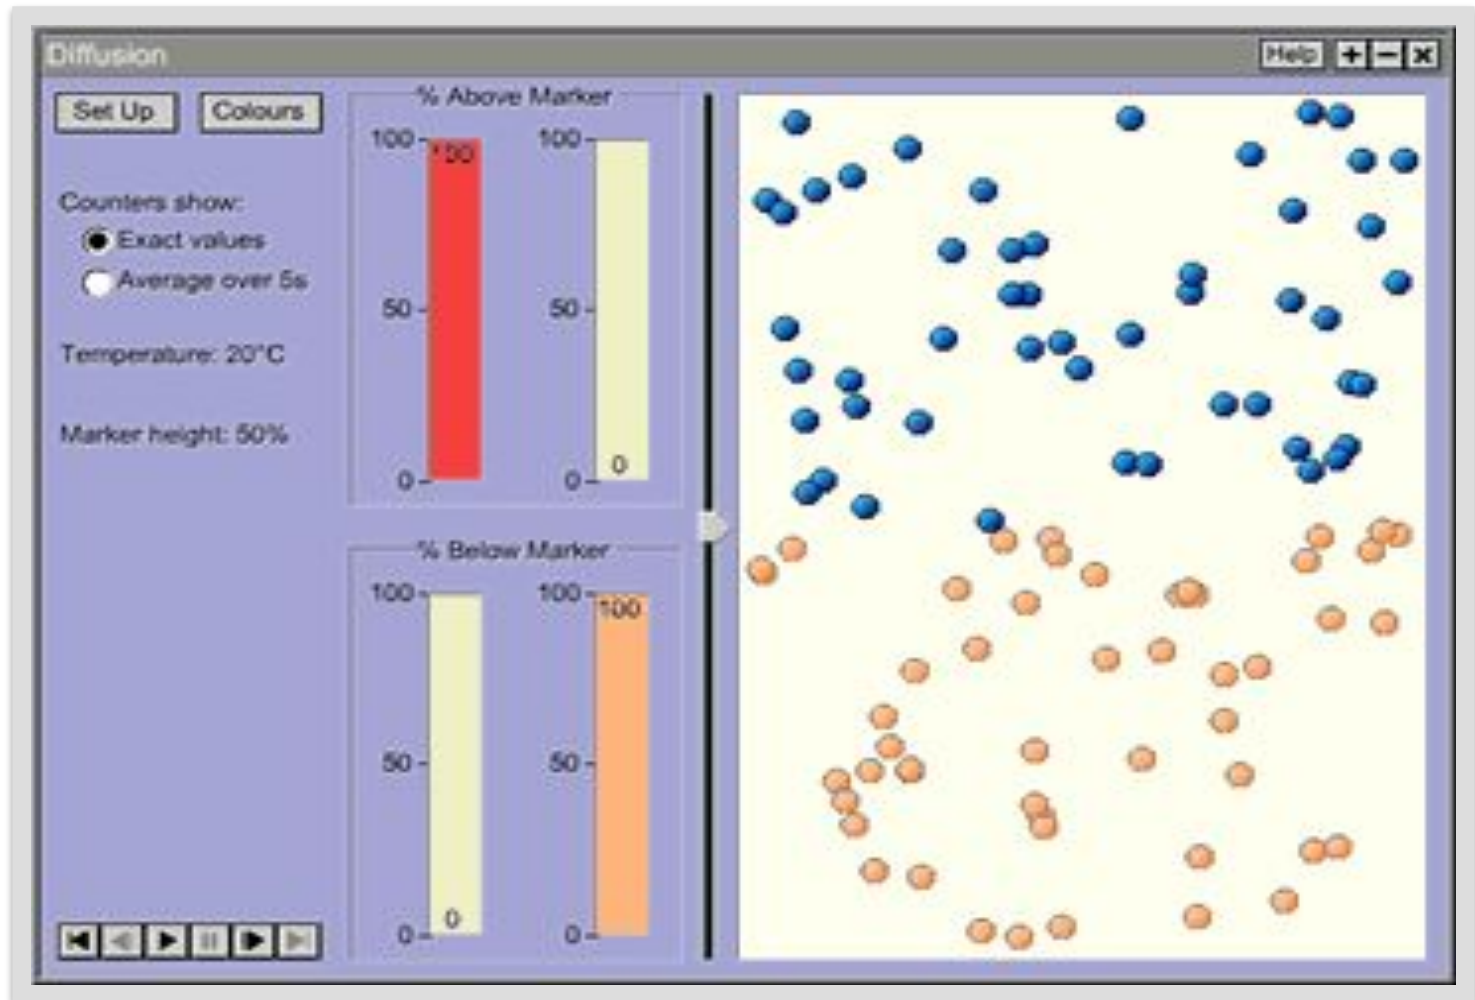 Diffusion
Help
Set Up
Colours
Counters show:
Exact values
Average over 5s
Temperature: 20°C
Marker height: 50%
% Above Marker
100
100
50
0
100
50
0
0
% Below Marker
100
50
0
0
100
100
50
0